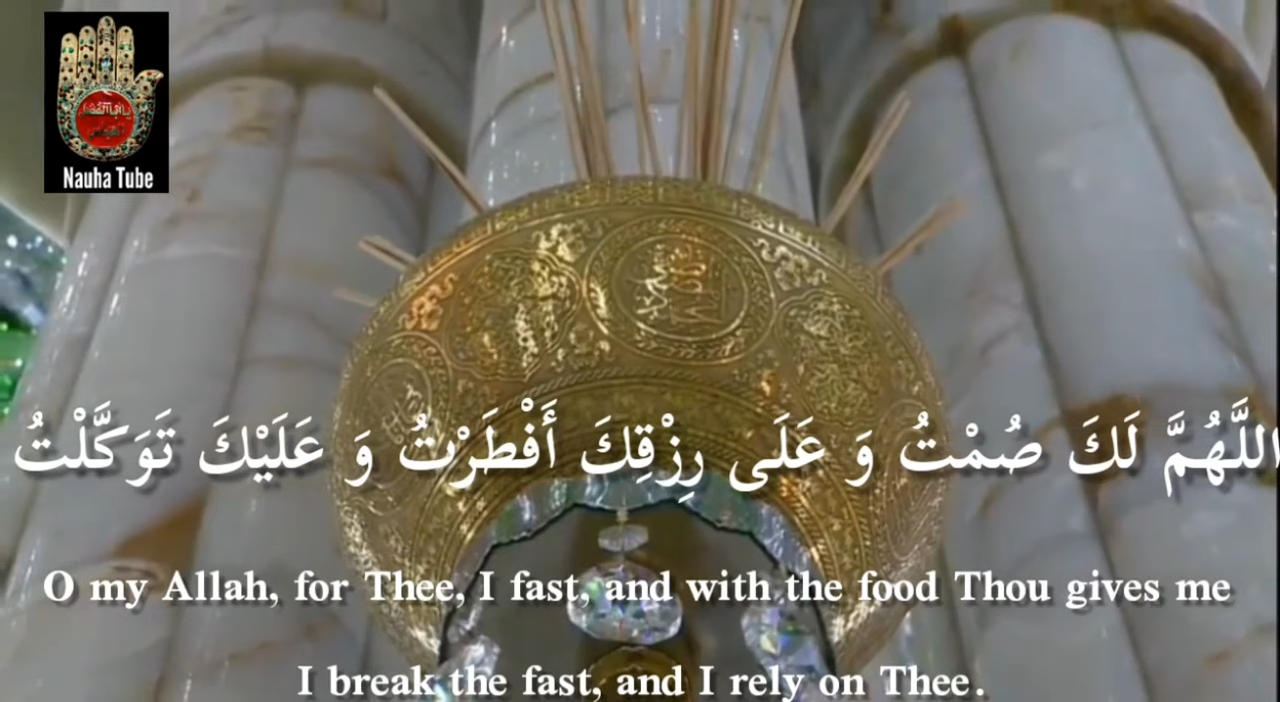 Nauha Tube
اللَّهُمَّ لَكَ صُمْتُ وَ عَلَى رِزْقِكَ أَفْطَرْتُ وَ عَلَيْكَ تَوَكَّلْتُ
O my Allah, for Thee, I fast, and with the food Thou gives me
I break the fast, and I rely on Thee.